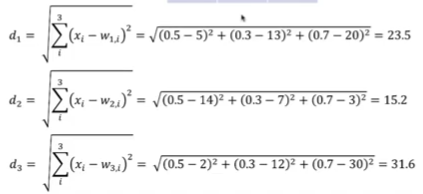 d₁ = √(∑ᵢ³(xᵢ − w₁,ᵢ)²) = √((0.5 − 5)² + (0.3 − 13)² + (0.7 − 20)²) = 23.5
d₂ = √(∑ᵢ³(xᵢ − w₂,ᵢ)²) = √((0.5 − 14)² + (0.3 − 7)² + (0.7 − 3)²) = 15.2
d₃ = √(∑ᵢ³(xᵢ − w₃,ᵢ)²) = √((0.5 − 2)² + (0.3 − 12)² + (0.7 − 30)²) = 31.6